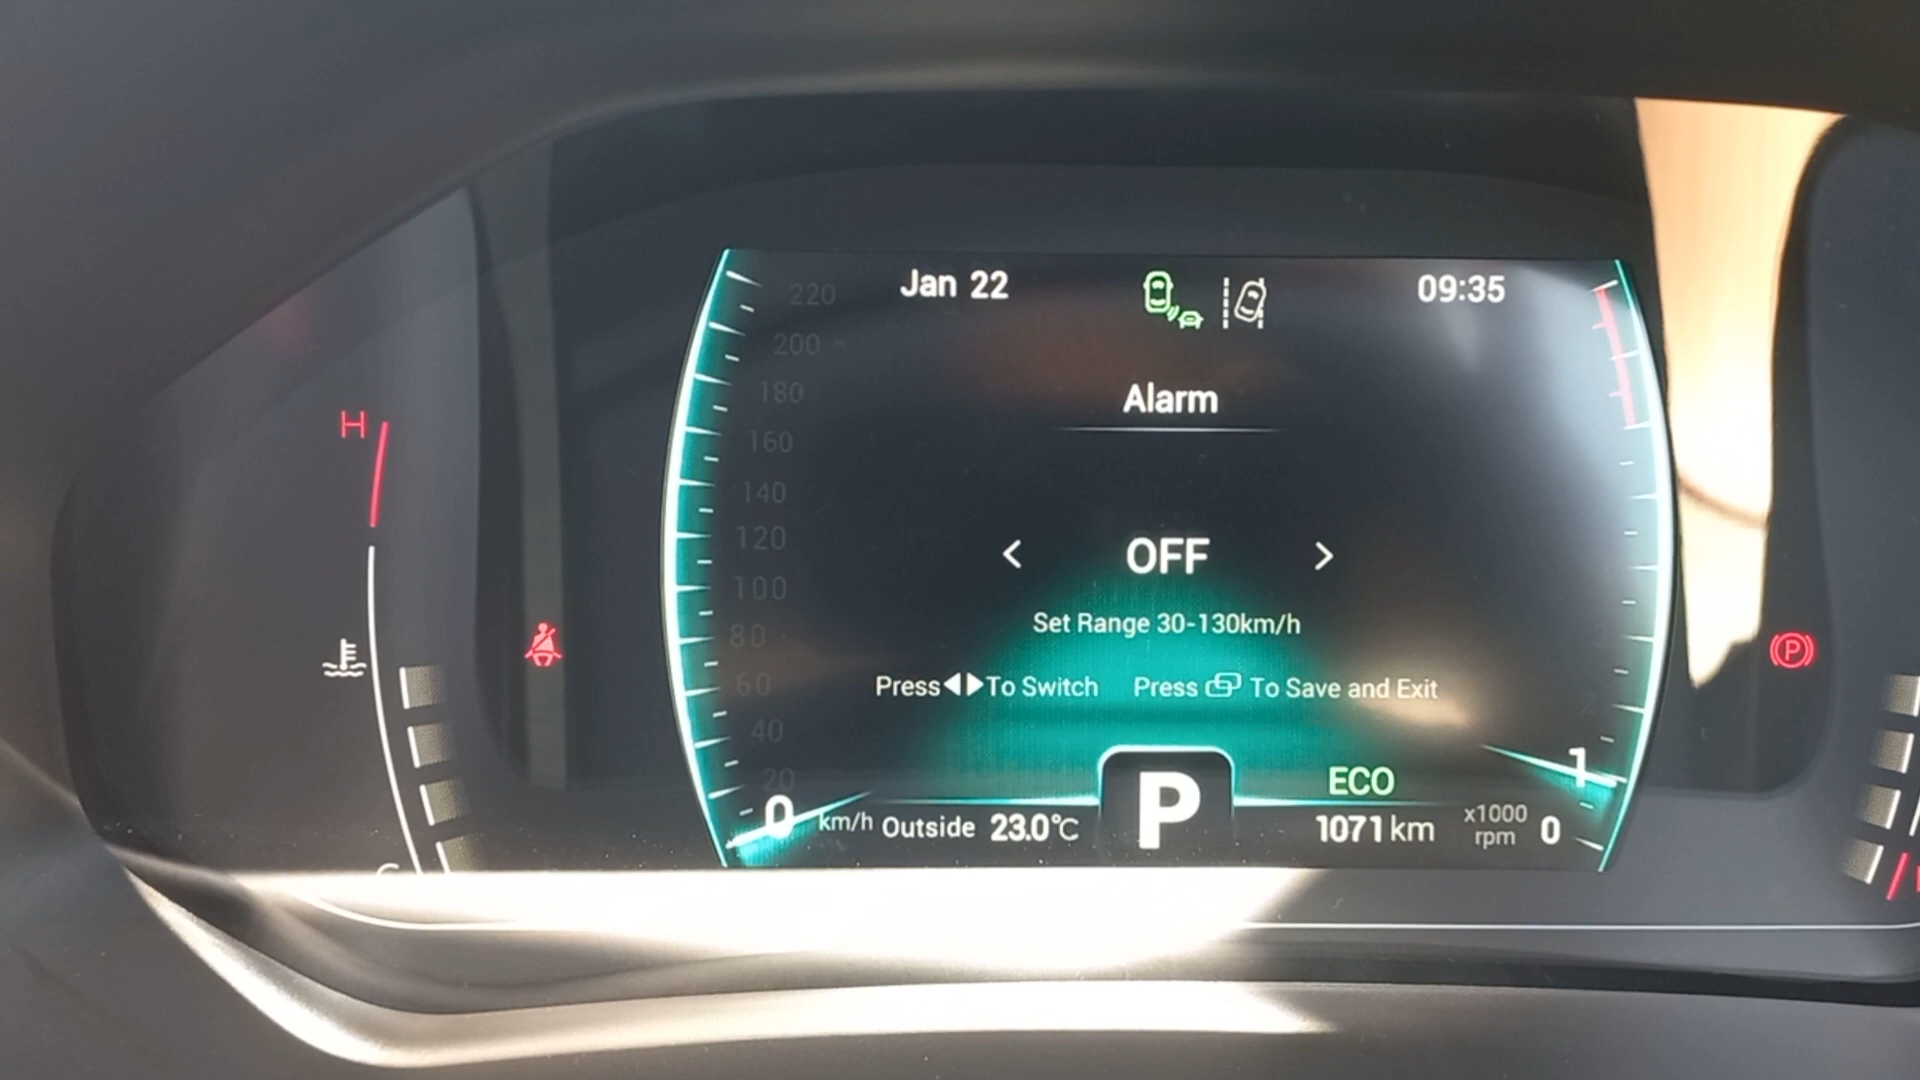 Jan 22
09:35
220
200
180
160
140
120
100
80
60
40
20
0
km/h
Alarm
< OFF >
Set Range 30-130km/h
Press◀▶To Switch Press To Save and Exit
ECO
Outside 23.0°C
P
1071 km
x1000
rpm
0
1
H
P